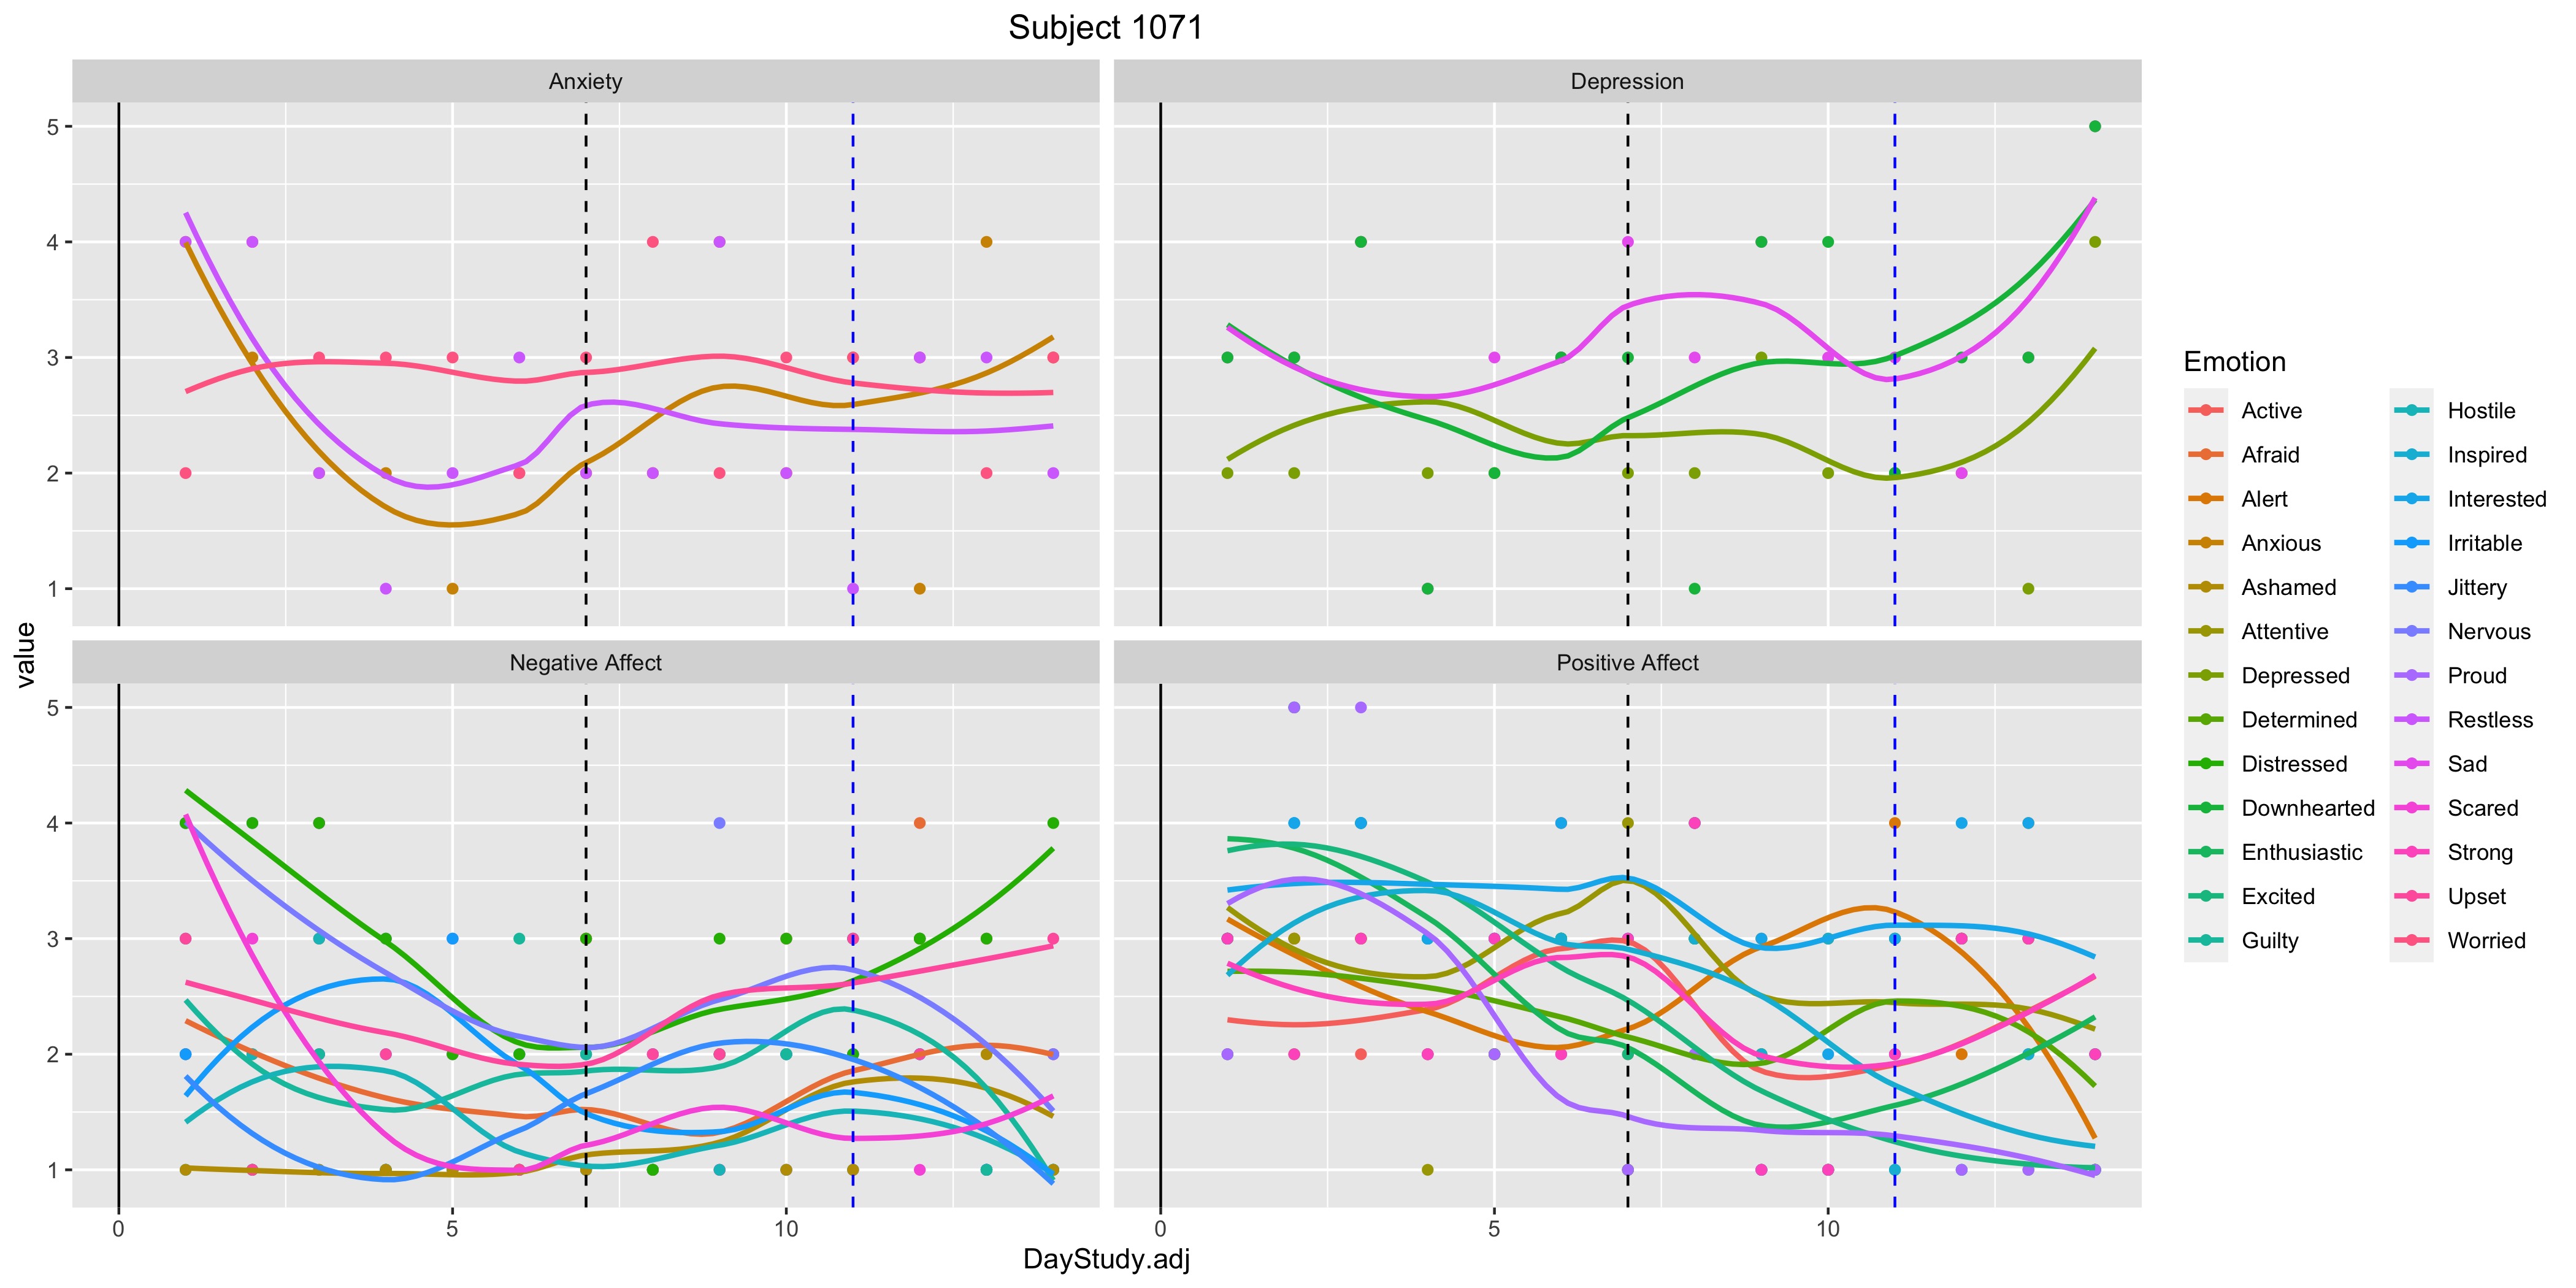 Subject 1071
Anxiety
Depression
5
4
3
2
1
Negative Affect
Positive Affect
5
4
3
2
1
0 5 10
0 5 10
value
DayStudy.adj
Emotion
Active
Afraid
Alert
Anxious
Ashamed
Attentive
Depressed
Determined
Distressed
Downhearted
Enthusiastic
Excited
Guilty
Hostile
Inspired
Interested
Irritable
Jittery
Nervous
Proud
Restless
Sad
Scared
Strong
Upset
Worried